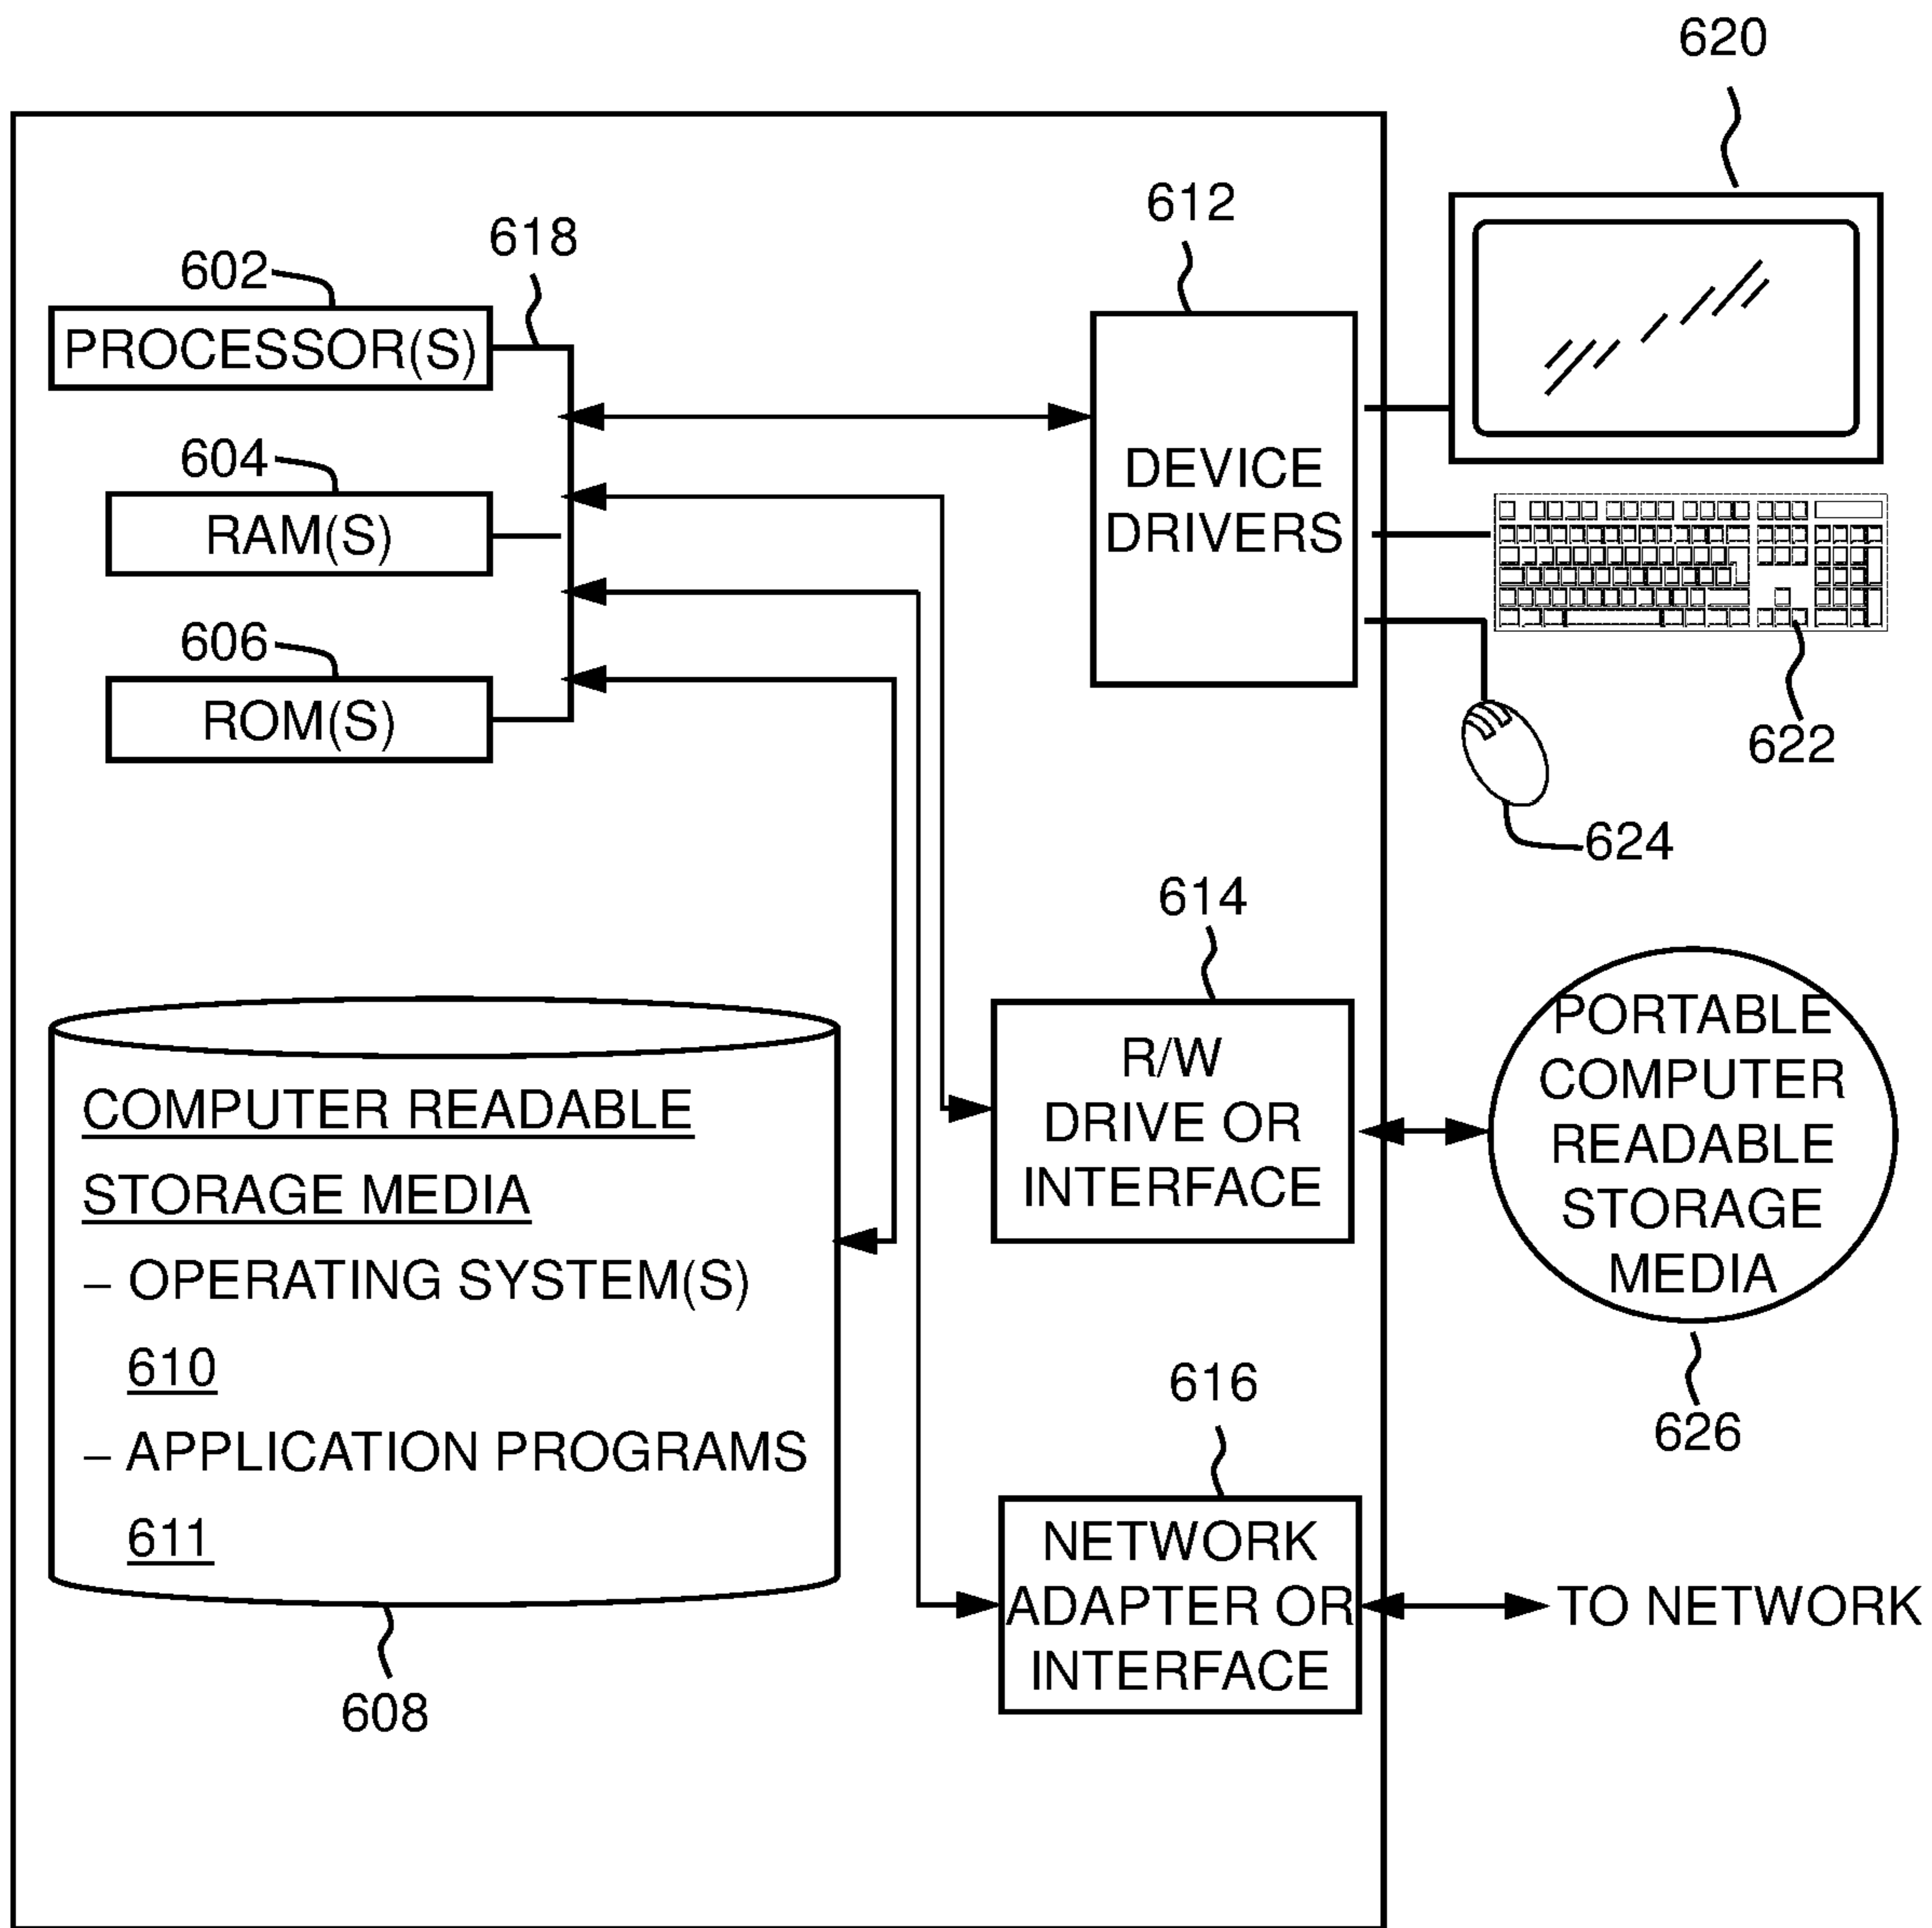 620
612
618
602
PROCESSOR(S)
604
RAM(S)
606
ROM(S)
DEVICE
DRIVERS
622
624
614
R/W
DRIVE OR
INTERFACE
PORTABLE
COMPUTER
READABLE
STORAGE
MEDIA
626
COMPUTER READABLE
STORAGE MEDIA
– OPERATING SYSTEM(S)
610
– APPLICATION PROGRAMS
611
608
616
NETWORK
ADAPTER OR
INTERFACE
TO NETWORK